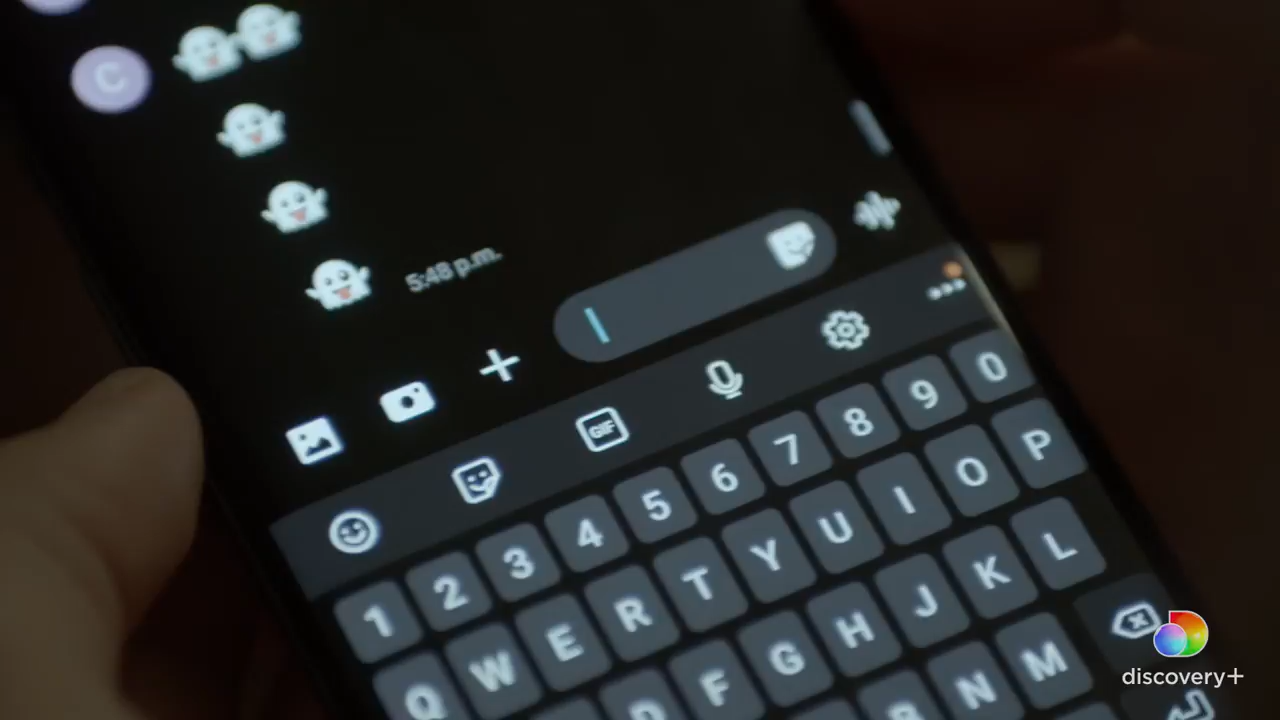 C
5:48 p.m.
GIF
1 2 3 4 5 6 7 8 9 0
Q W E R T Y U I O P
D F G H J K L
B N M
discovery+